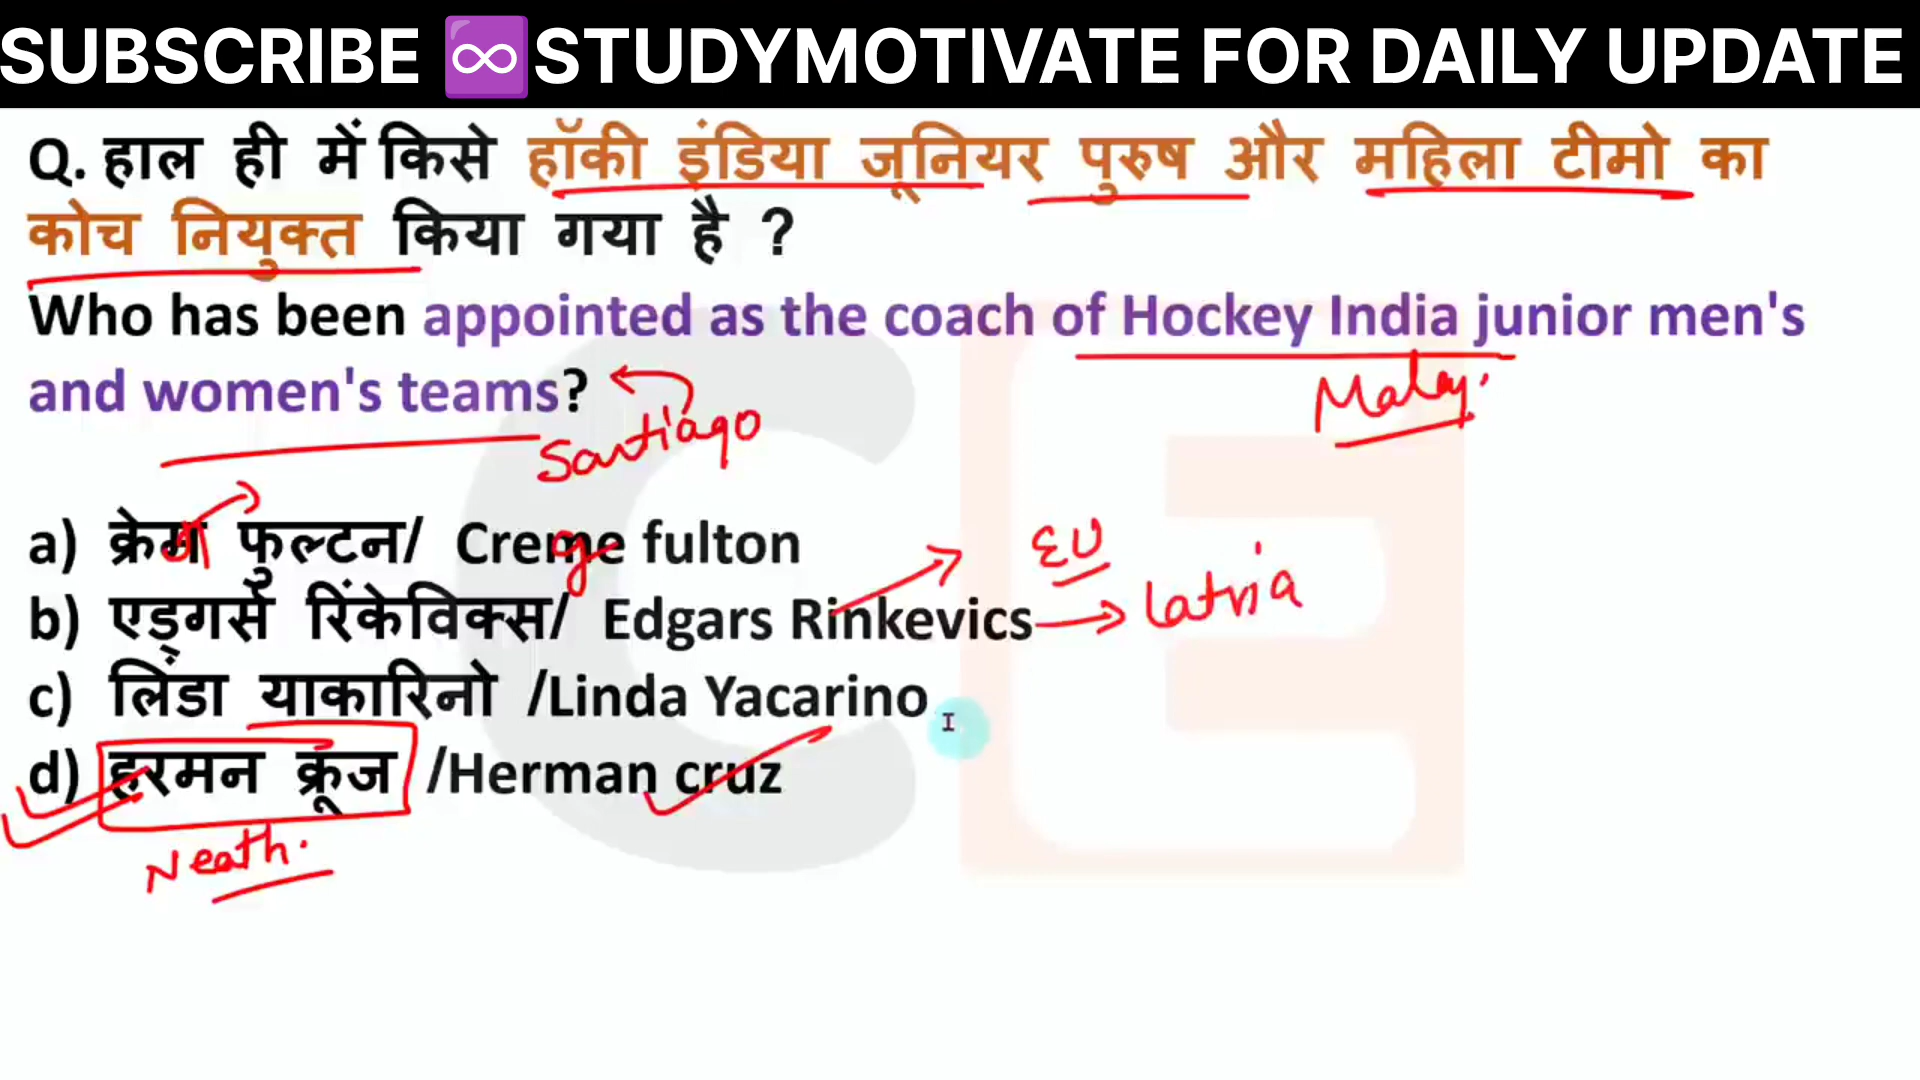 SUBSCRIBE ♾️STUDYMOTIVATE FOR DAILY UPDATE
Q. हाल ही में किसे हॉकी इंडिया जूनियर पुरुष और महिला टीमो का
कोच नियुक्त किया गया है ?
Who has been appointed as the coach of Hockey India junior men's
and women's teams?
Malay.
Santiago
a) क्रेम फुल्टन/ Creme fulton
g
EU
b) एड्गर्स रिंकेविक्स/ Edgars Rinkevics
Latvia
c) लिंडा याकारिनो /Linda Yacarino
d) हरमन क्रूंज /Herman cruz
Neath.
CE